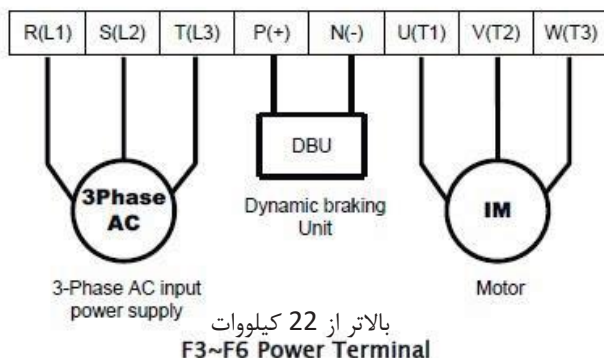 R(L1) S(L2) T(L3) P(+) N(-) U(T1) V(T2) W(T3)
DBU
3Phase
AC
IM
Dynamic braking
Unit
3-Phase AC input
power supply
Motor
بالاتر از 22 کیلووات
F3~F6 Power Terminal